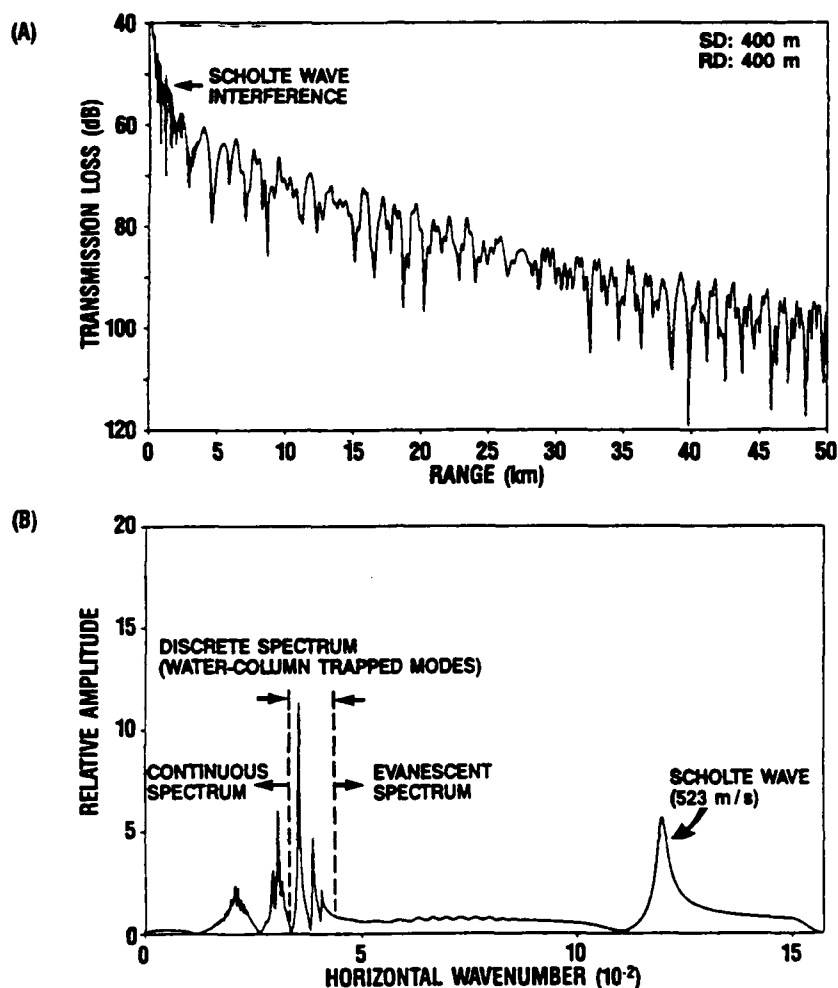 (A)
40
60
80
100
120
TRANSMISSION LOSS (dB)
SCHOLTE WAVE
INTERFERENCE
SD: 400 m
RD: 400 m
0 5 10 15 20 25 30 35 40 45 50
RANGE (km)
(B)
20
15
10
5
0
RELATIVE AMPLITUDE
DISCRETE SPECTRUM
(WATER-COLUMN TRAPPED MODES)
CONTINUOUS
SPECTRUM
EVANESCENT
SPECTRUM
SCHOLTE WAVE
(523 m/s)
0 5 10 15
HORIZONTAL WAVENUMBER (10⁻²)